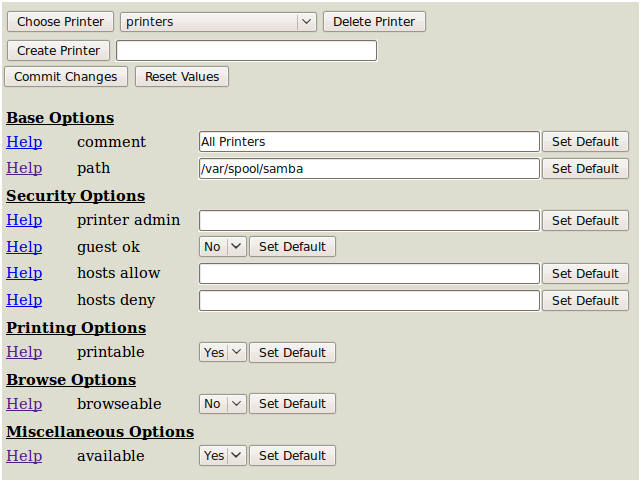 Choose Printer printers Delete Printer
Create Printer
Commit Changes Reset Values
Base Options
Help comment All Printers Set Default
Help path /var/spool/samba Set Default
Security Options
Help printer admin Set Default
Help guest ok No Set Default
Help hosts allow Set Default
Help hosts deny Set Default
Printing Options
Help printable Yes Set Default
Browse Options
Help browseable No Set Default
Miscellaneous Options
Help available Yes Set Default